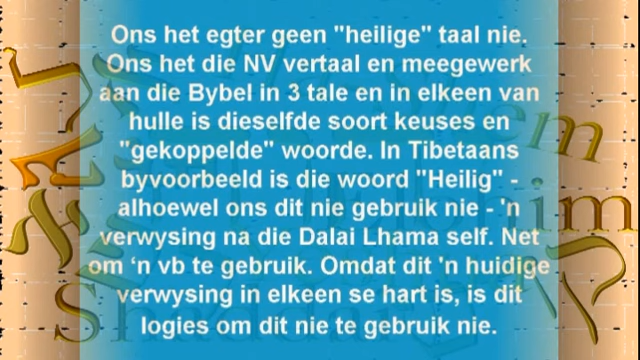 Ons het egter geen "heilige" taal nie.
Ons het die NV vertaal en meegewerk
aan die Bybel in 3 tale en in elkeen van
hulle is dieselfde soort keuses en
"gekoppelde" woorde. In Tibetaans
byvoorbeeld is die woord "Heilig" -
alhoewel ons dit nie gebruik nie - 'n
verwysing na die Dalai Lhama self. Net
om ‘n vb te gebruik. Omdat dit 'n huidige
verwysing in elkeen se hart is, is dit
logies om dit nie te gebruik nie.